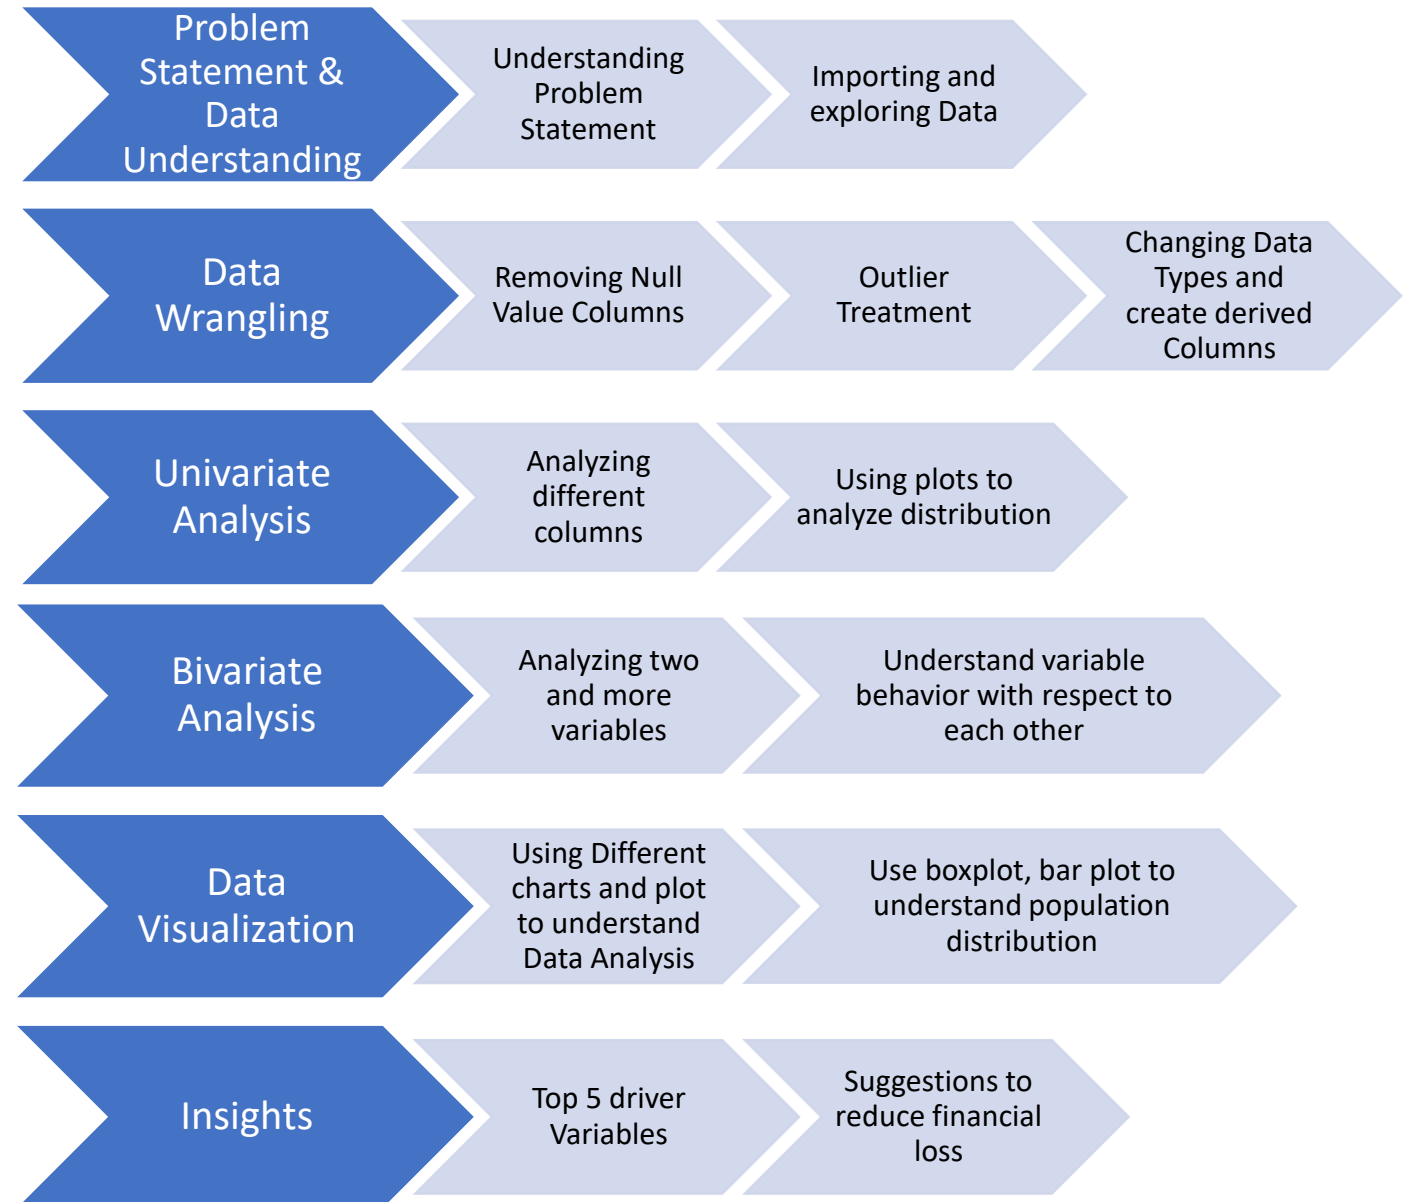 Problem
Statement &
Data
Understanding
Understanding
Problem
Statement
Importing and
exploring Data
Data
Wrangling
Removing Null
Value Columns
Outlier
Treatment
Changing Data
Types and
create derived
Columns
Univariate
Analysis
Analyzing
different
columns
Using plots to
analyze distribution
Bivariate
Analysis
Analyzing two
and more
variables
Understand variable
behavior with respect to
each other
Data
Visualization
Using Different
charts and plot
to understand
Data Analysis
Use boxplot, bar plot to
understand population
distribution
Insights
Top 5 driver
Variables
Suggestions to
reduce financial
loss